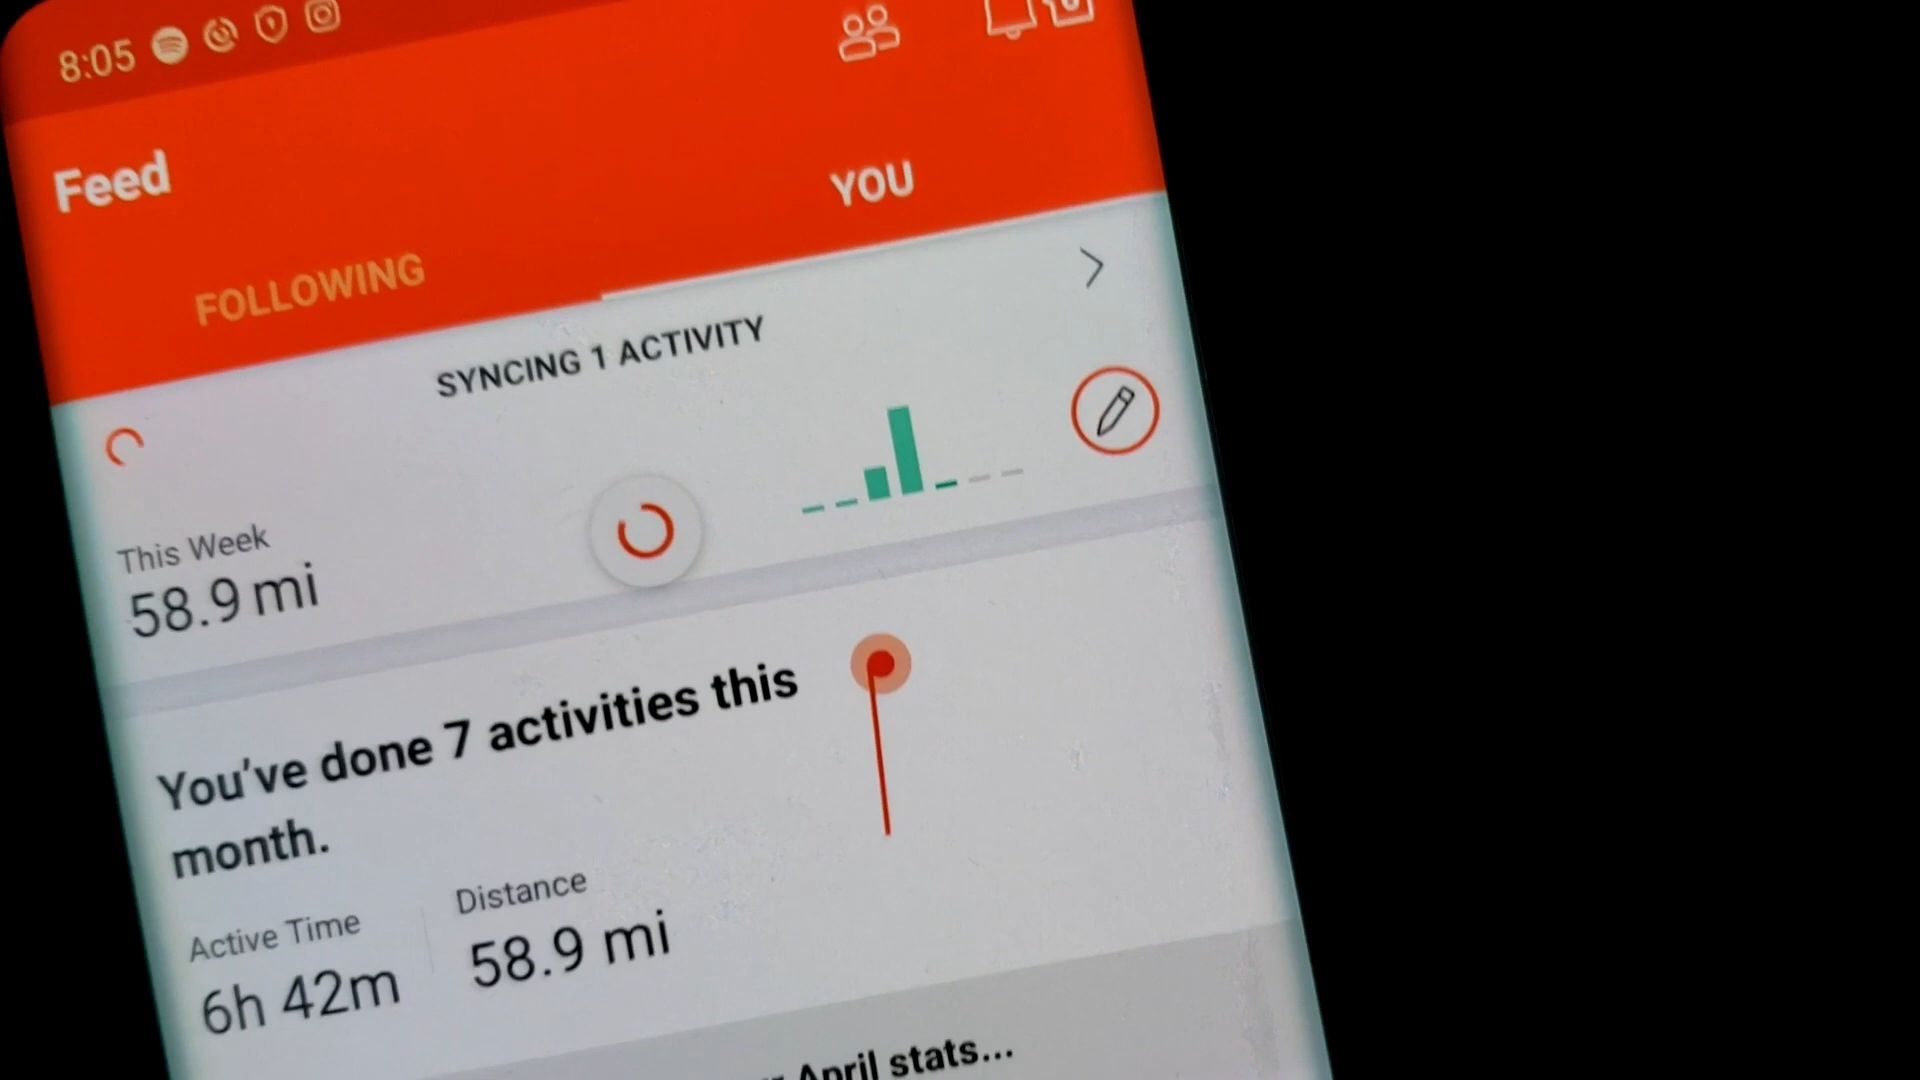 8:05
Feed
FOLLOWING
YOU
SYNCING 1 ACTIVITY
This Week
58.9 mi
You've done 7 activities this
month.
Active Time
6h 42m
Distance
58.9 mi
April stats...